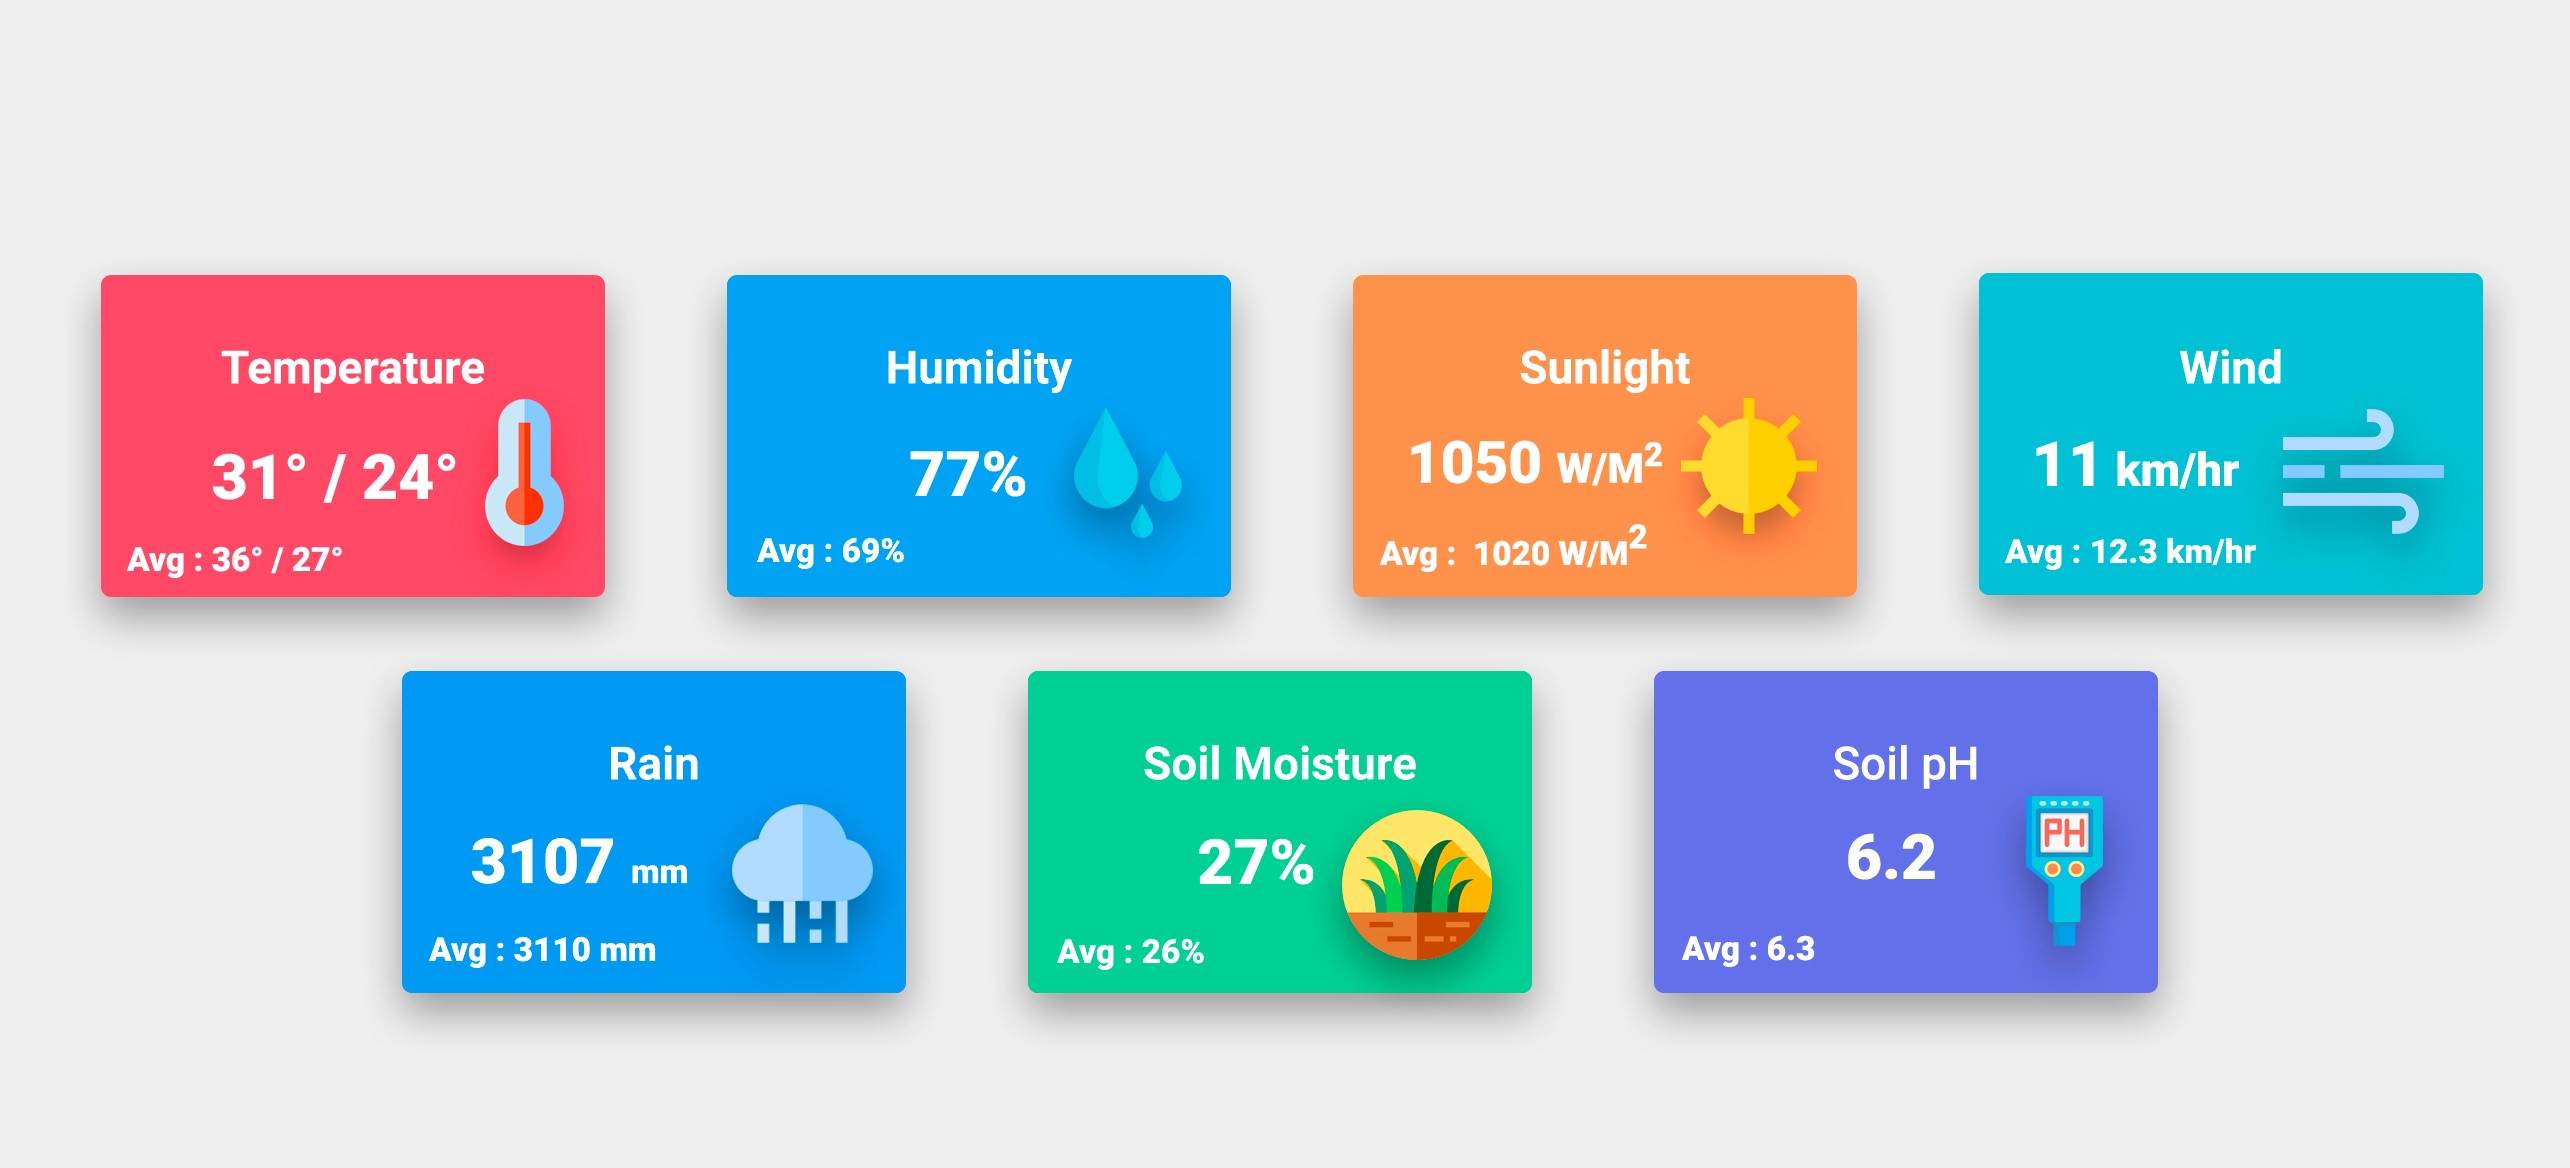 Temperature
31° / 24°
Avg : 36° / 27°
Humidity
77%
Avg : 69%
Sunlight
1050 W/M²
Avg :  1020 W/M²
Wind
11 km/hr
Avg : 12.3 km/hr
Rain
3107 mm
Avg : 3110 mm
Soil Moisture
27%
Avg : 26%
Soil pH
PH
6.2
Avg : 6.3